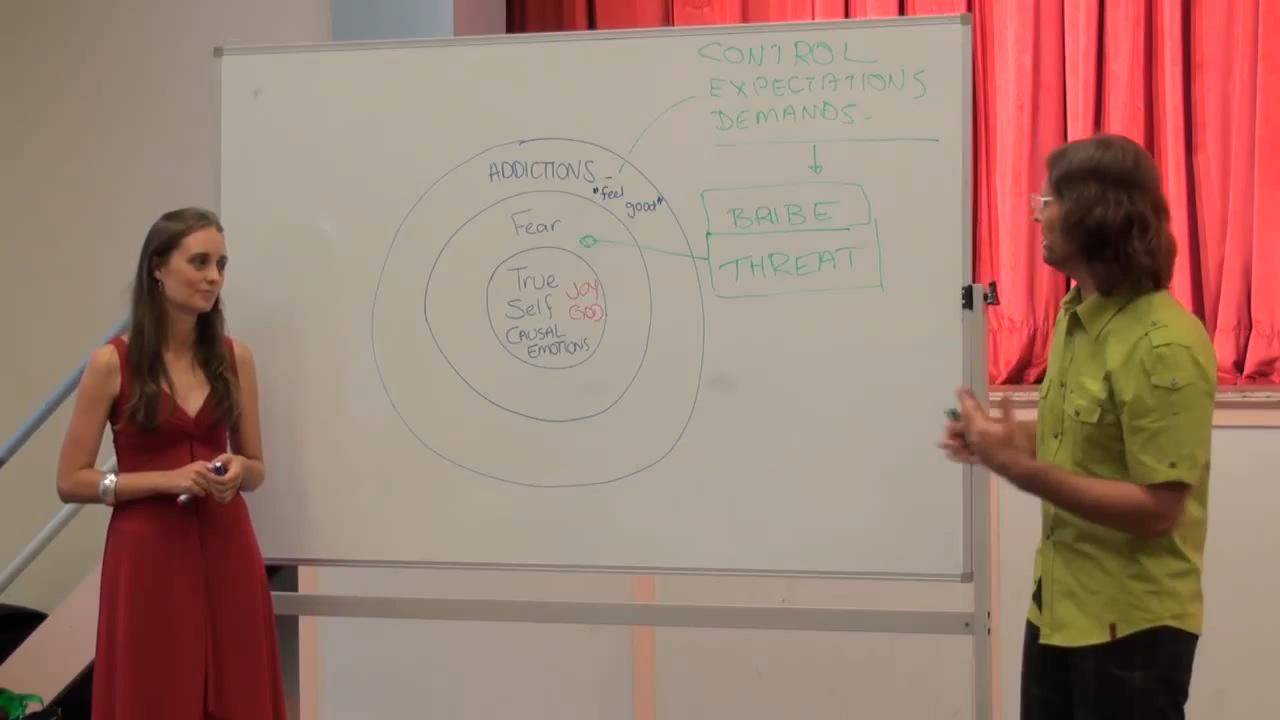 CONTROL
EXPECTATIONS
DEMANDS -
ADDICTIONS -
"feel
good"
BRIBE
Fear
THREAT
True
Self
JOY
GOD
CAUSAL
EMOTIONS